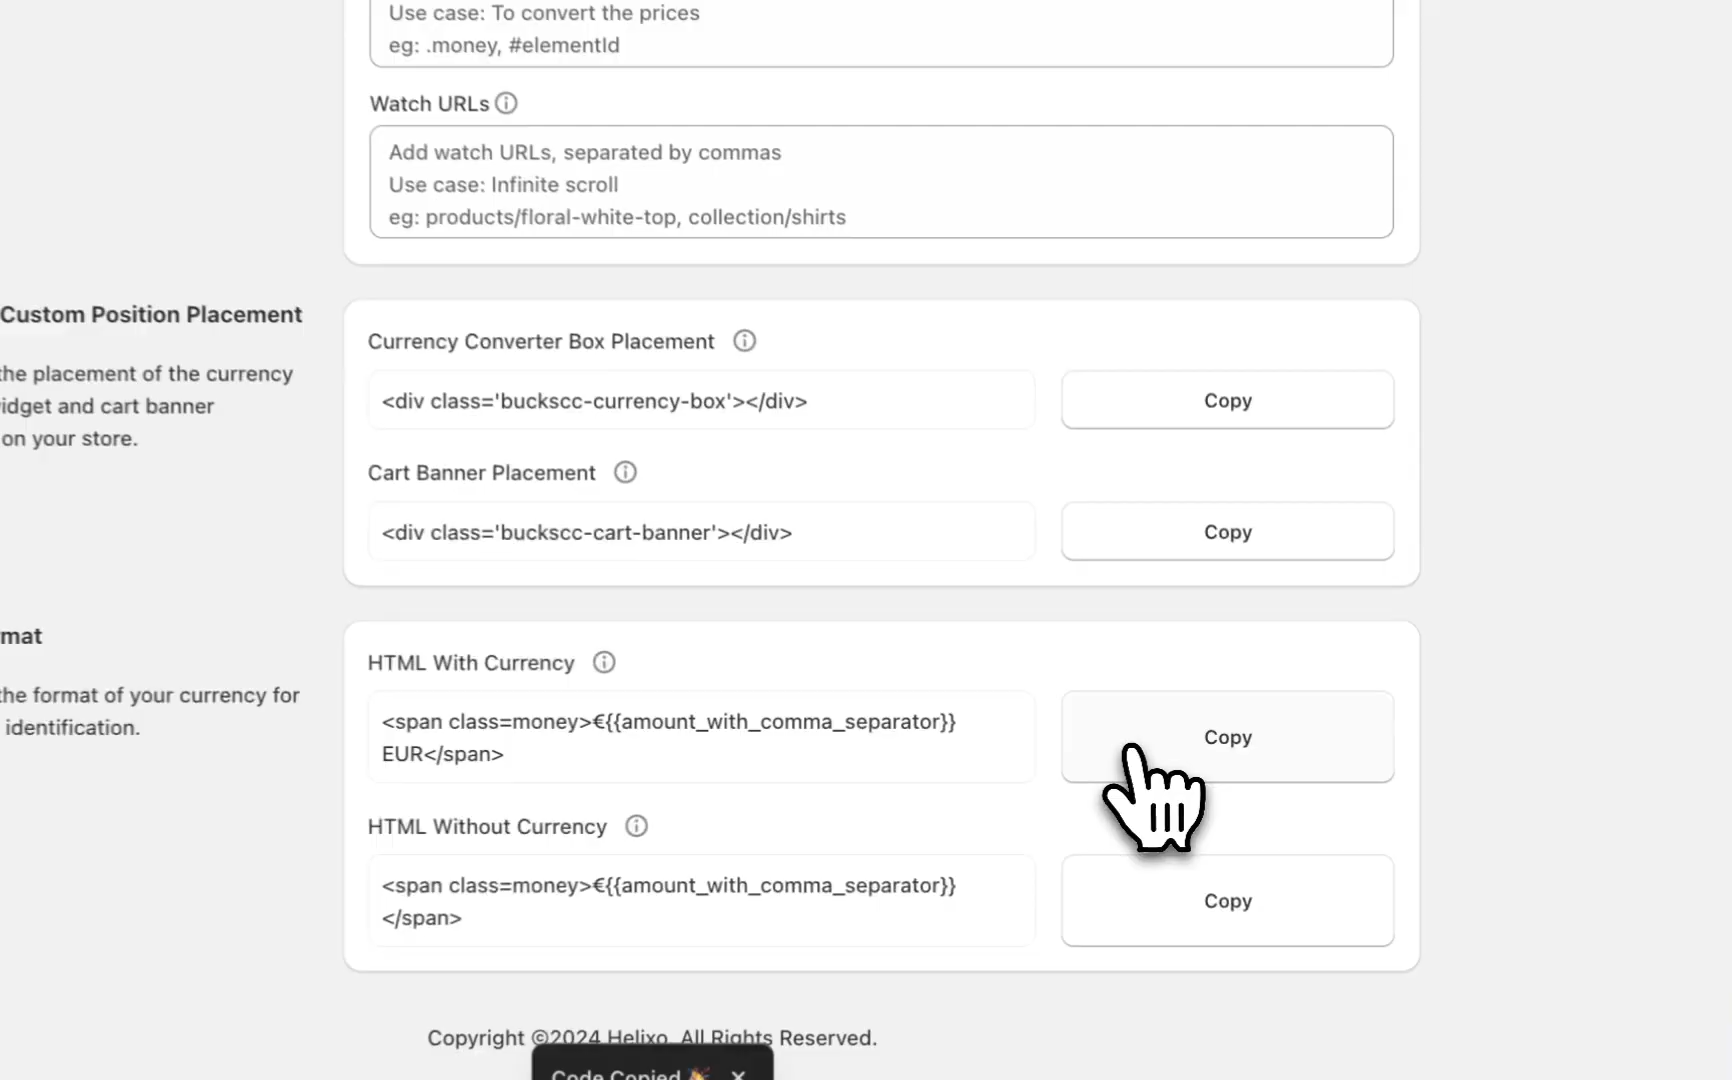 Use case: To convert the prices
eg: .money, #elementId
Watch URLs
Add watch URLs, separated by commas
Use case: Infinite scroll
eg: products/floral-white-top, collection/shirts
Custom Position Placement
the placement of the currency
idget and cart banner
on your store.
Currency Converter Box Placement
<div class='buckscc-currency-box'></div>
Copy
Cart Banner Placement
<div class='buckscc-cart-banner'></div>
Copy
rmat
the format of your currency for
identification.
HTML With Currency
<span class=money>€{{amount_with_comma_separator}}
EUR</span>
Copy
HTML Without Currency
<span class=money>€{{amount_with_comma_separator}}
</span>
Copy
Copyright ©2024 Helixo. All Rights Reserved.
Code Copied 🎉